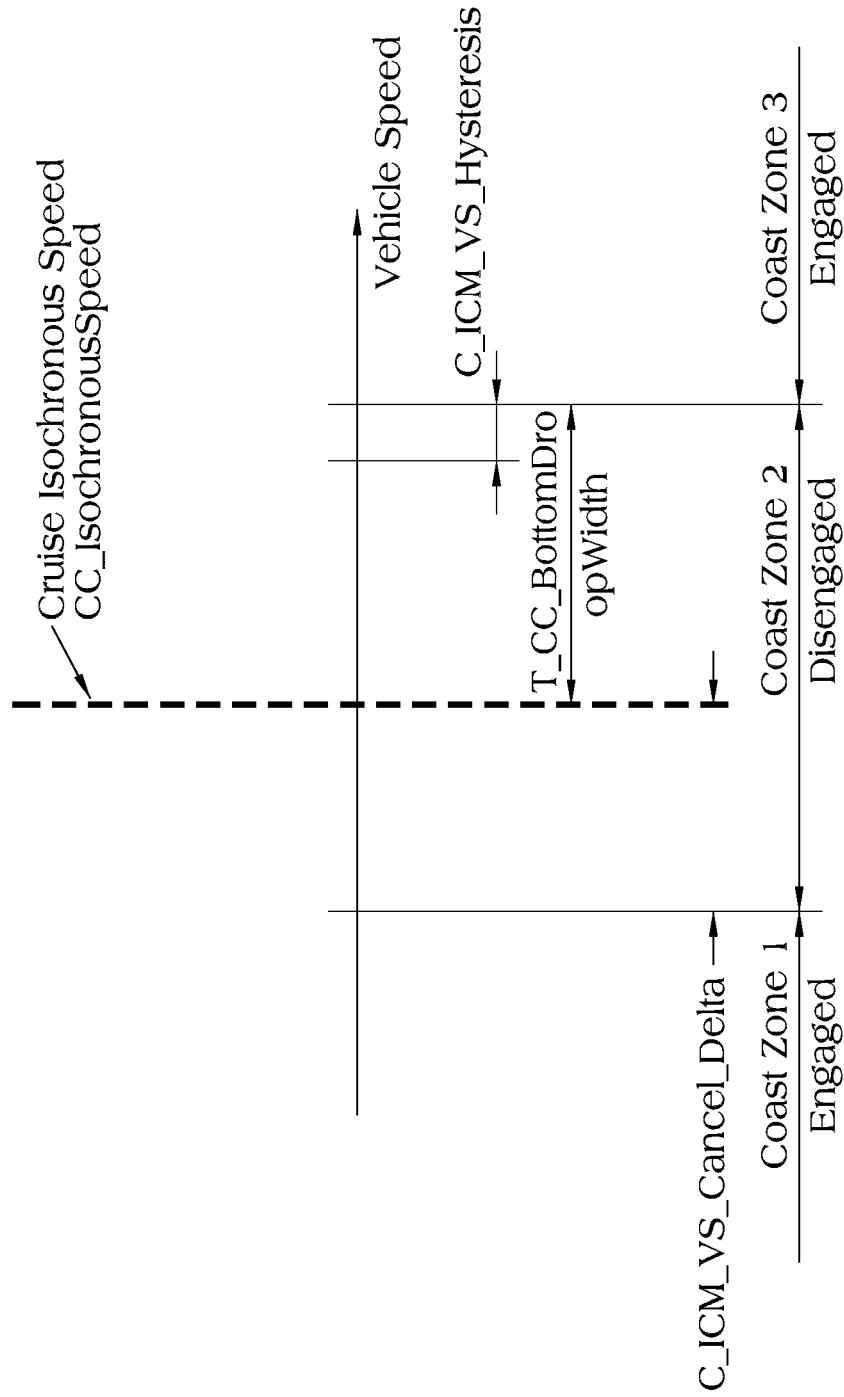 Cruise Isochronous Speed
CC_IsochronousSpeed
Vehicle Speed
C_ICM_VS_Hysteresis
T_CC_BottomDro
opWidth
C_ICM_VS_Cancel_Delta
Coast Zone 1
Engaged
Coast Zone 2
Disengaged
Coast Zone 3
Engaged